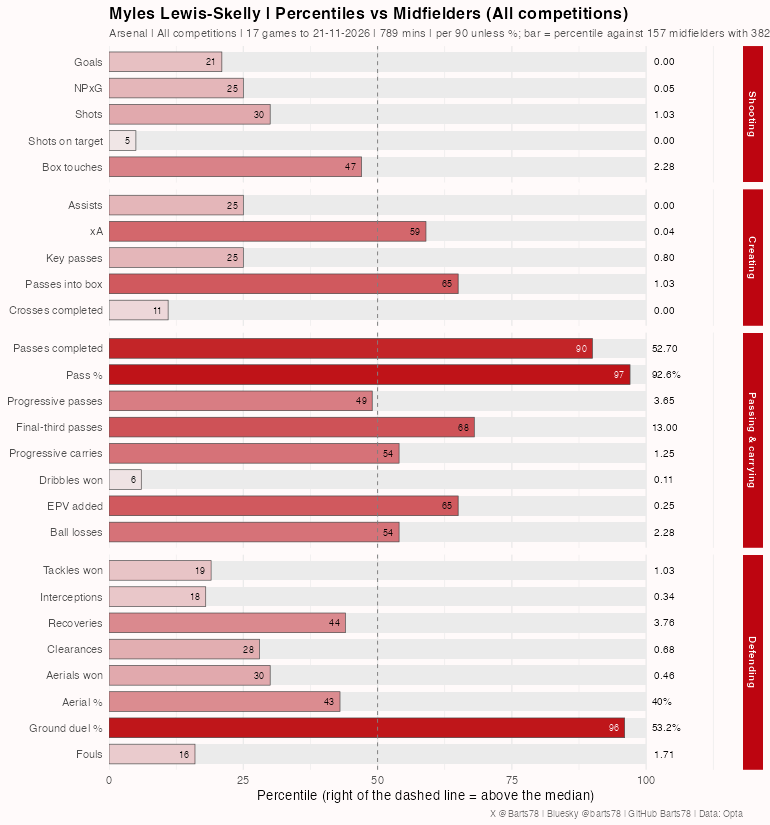 Myles Lewis-Skelly | Percentiles vs Midfielders (All competitions)
Arsenal | All competitions | 17 games to 21-11-2026 | 789 mins | per 90 unless %; bar = percentile against 157 midfielders with 382
Goals 21 0.00
NPxG 25 0.05
Shots 30 1.03
Shots on target 5 0.00
Box touches 47 2.28
Shooting
Assists 25 0.00
xA 59 0.04
Key passes 25 0.80
Passes into box 65 1.03
Crosses completed 11 0.00
Creating
Passes completed 90 52.70
Pass % 97 92.6%
Progressive passes 49 3.65
Final-third passes 68 13.00
Progressive carries 54 1.25
Dribbles won 6 0.11
EPV added 65 0.25
Ball losses 54 2.28
Passing & carrying
Tackles won 19 1.03
Interceptions 18 0.34
Recoveries 44 3.76
Clearances 28 0.68
Aerials won 30 0.46
Aerial % 43 40%
Ground duel % 96 53.2%
Fouls 16 1.71
Defending
0 25 50 75 100
Percentile (right of the dashed line = above the median)
X @Barts78 | Bluesky @barts78 | GitHub Barts78 | Data: Opta